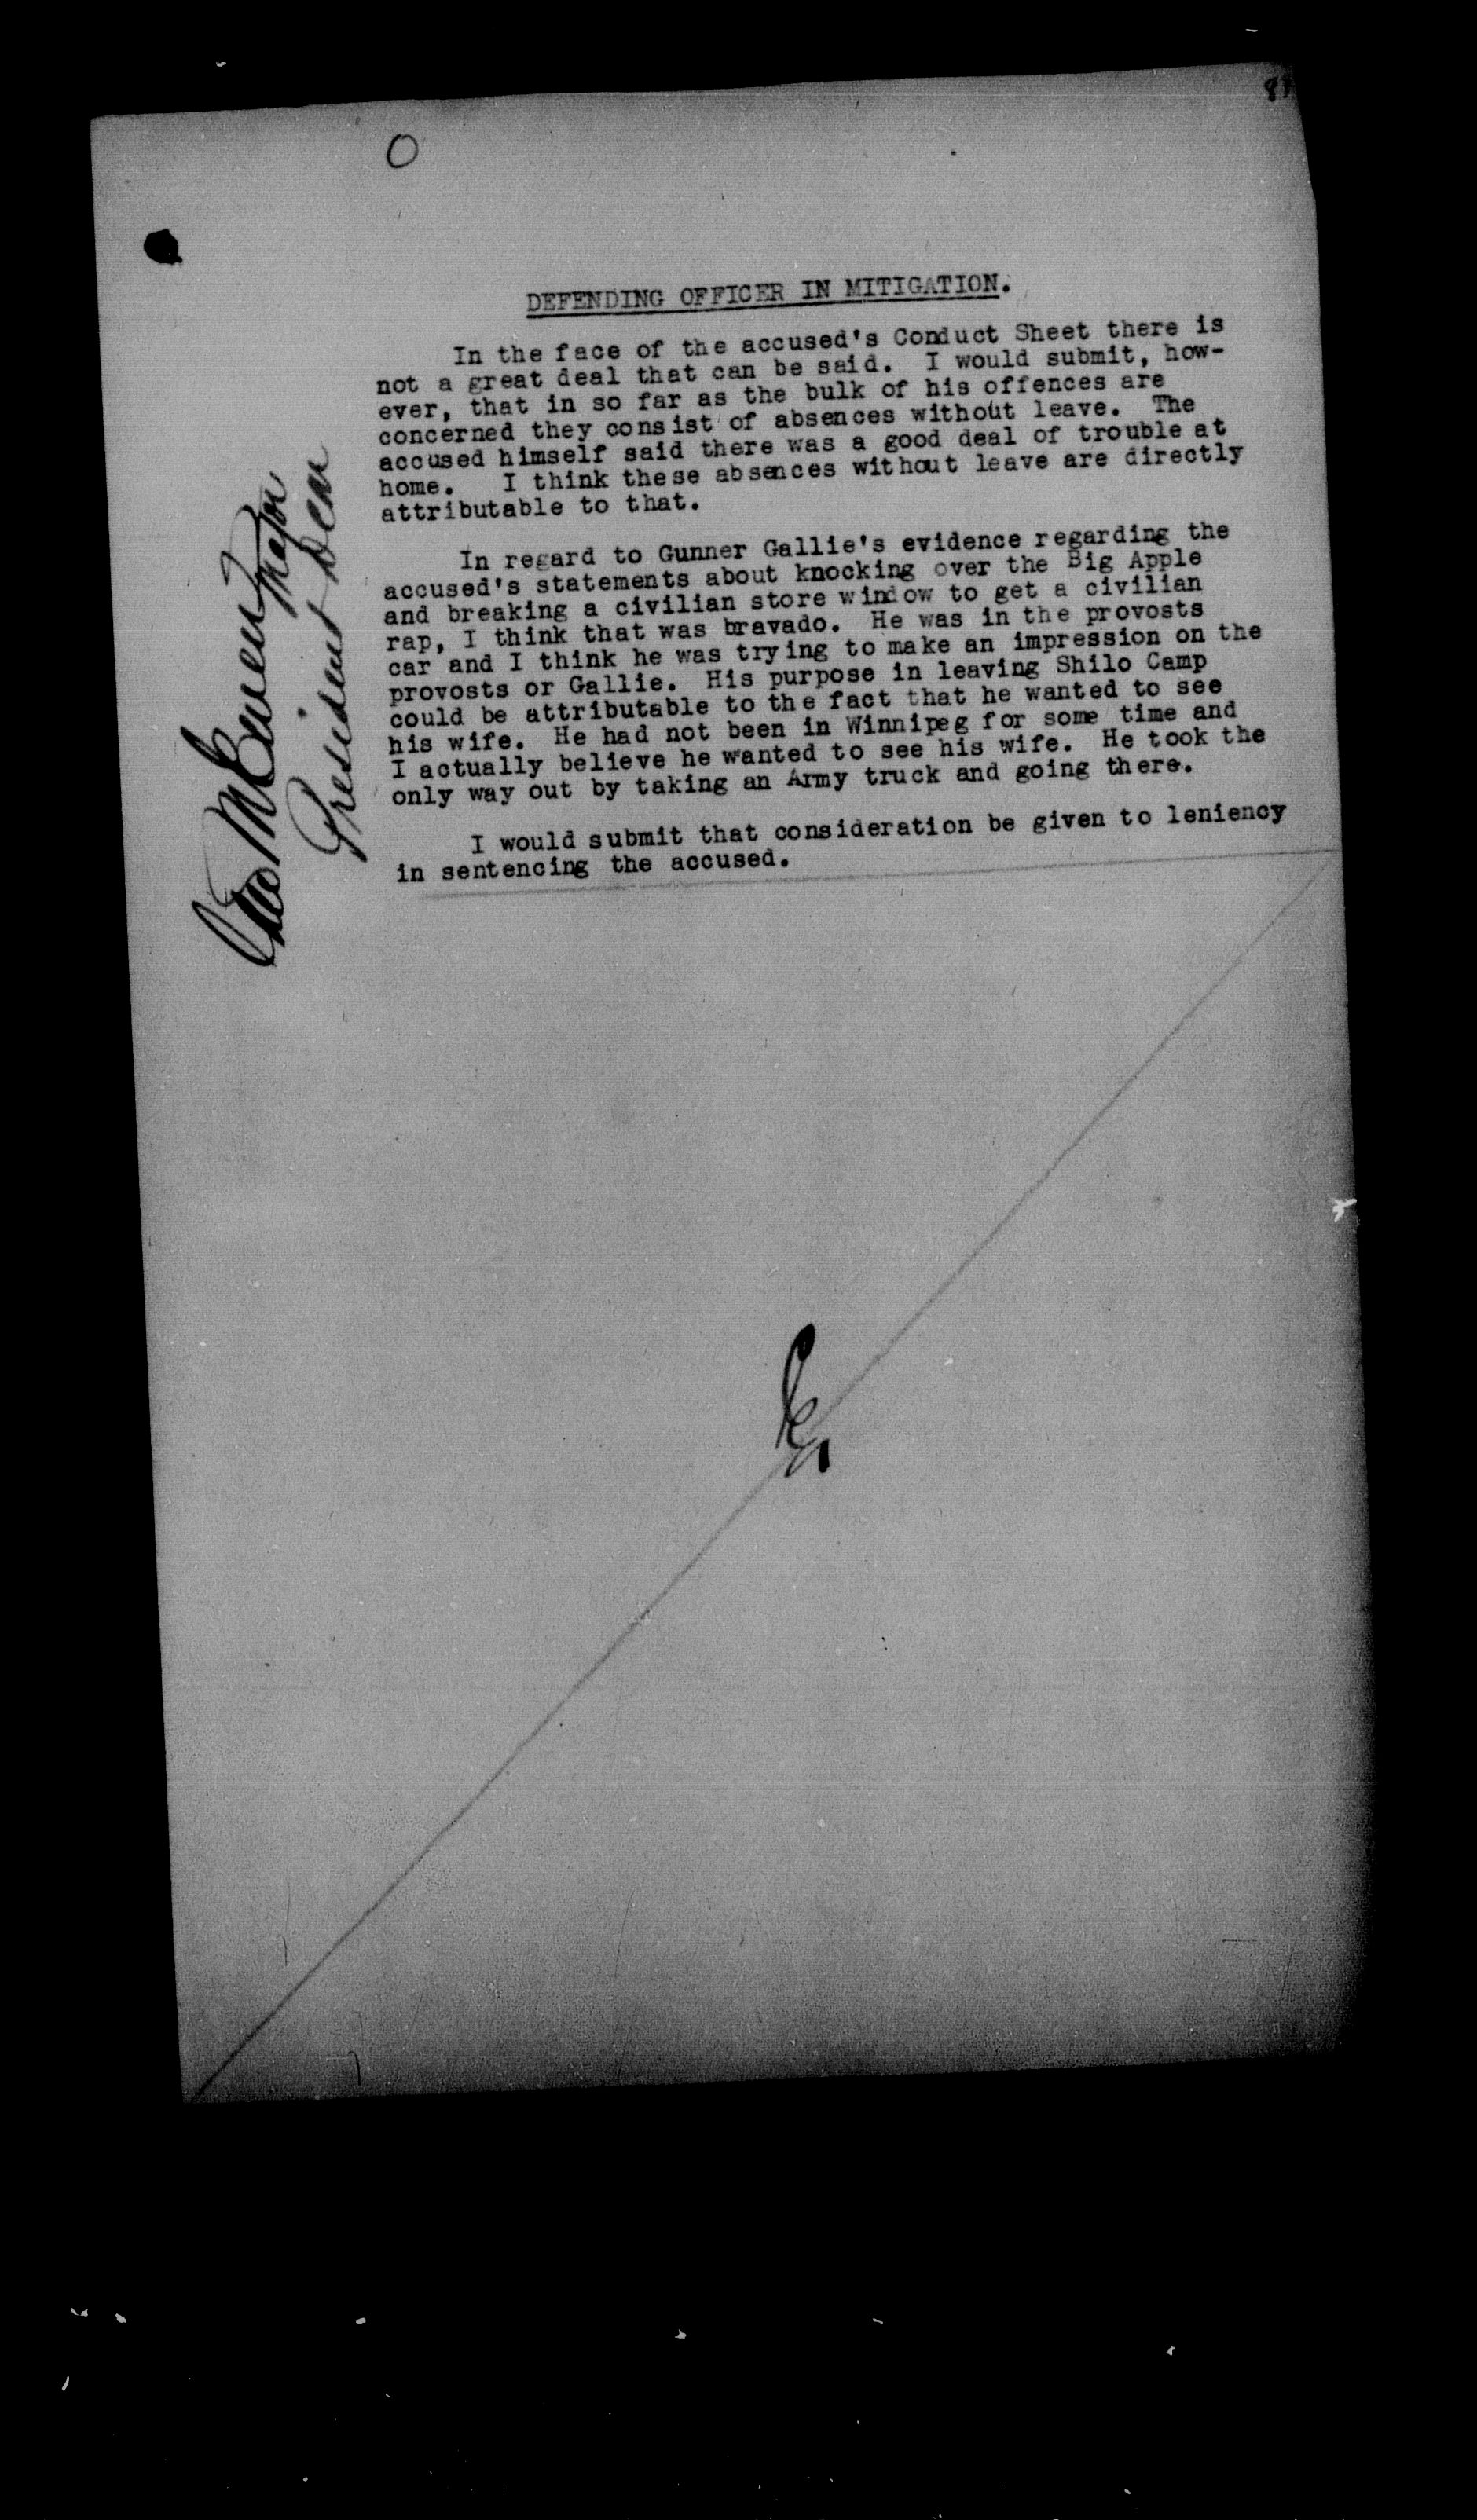 O
DEFENDING OFFICER IN MITIGATION.
In the face of the accused's Conduct Sheet there is
not a great deal that can be said. I would submit, how-
ever, that in so far as the bulk of his offences are
concerned they consist of absences without leave. The
accused himself said there was a good deal of trouble at
home. I think these absences without leave are directly
attributable to that.
In regard to Gunner Gallie's evidence regarding the
accused's statements about knocking over the Big Apple
and breaking a civilian store window to get a civilian
rap, I think that was bravado. He was in the provosts
car and I think he was trying to make an impression on the
provosts or Gallie. His purpose in leaving Shilo Camp
could be attributable to the fact that he wanted to see
his wife. He had not been in Winnipeg for some time and
I actually believe he wanted to see his wife. He took the
only way out by taking an Army truck and going there.
I would submit that consideration be given to leniency
in sentencing the accused.
McEwen Major
President